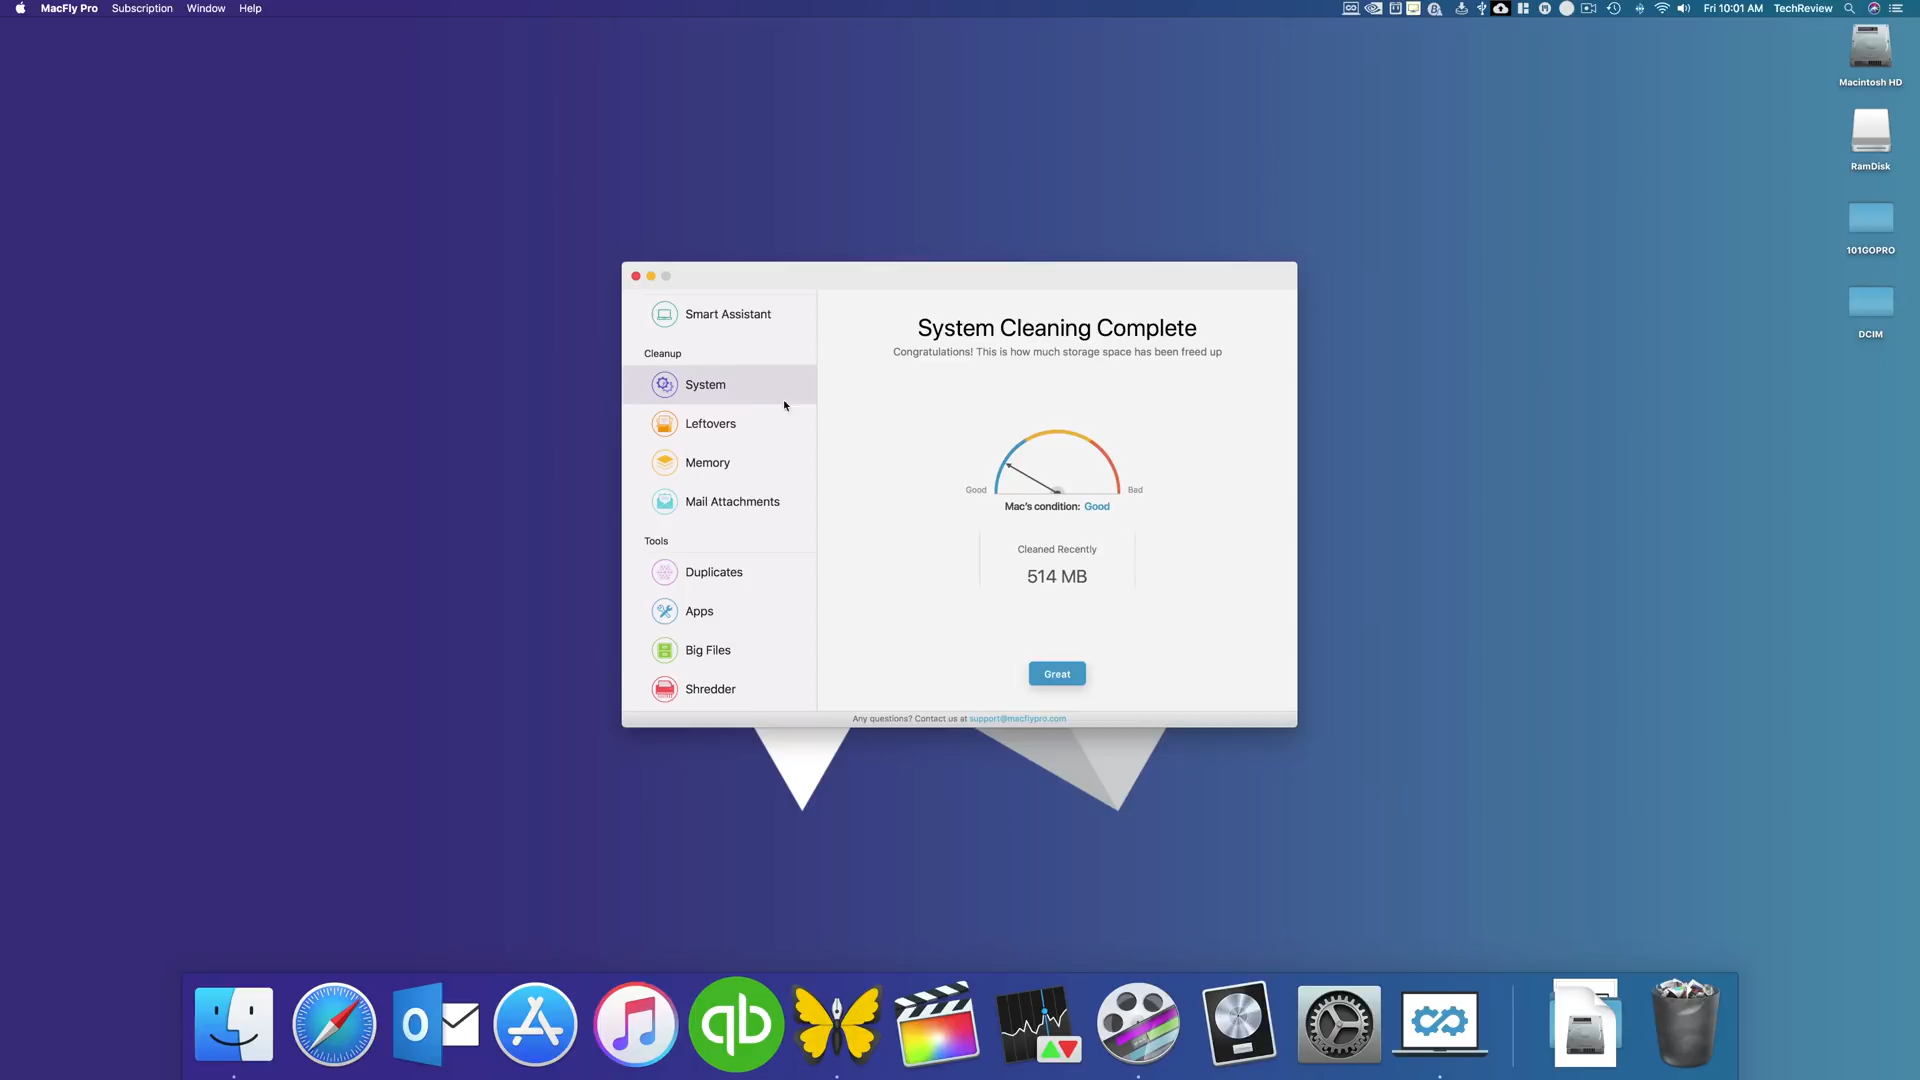 MacFly Pro Subscription Window Help
Fri 10:01 AM TechReview
Macintosh HD
RamDisk
101GOPRO
DCIM
Smart Assistant
Cleanup
System
Leftovers
Memory
Mail Attachments
Tools
Duplicates
Apps
Big Files
Shredder
System Cleaning Complete
Congratulations! This is how much storage space has been freed up
Good
Bad
Mac's condition: Good
Cleaned Recently
514 MB
Great
Any questions? Contact us at support@macflypro.com
O
qb